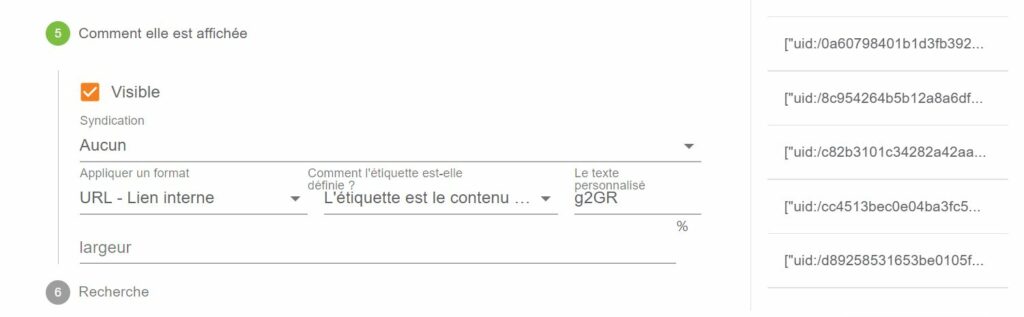 5 Comment elle est affichée
Visible
Syndication
Aucun
Appliquer un format
URL - Lien interne
Comment l'étiquette est-elle
définie ?
L'étiquette est le contenu ...
Le texte
personnalisé
g2GR
%
largeur
6 Recherche
["uid:/0a60798401b1d3fb392...
["uid:/8c954264b5b12a8a6df...
["uid:/c82b3101c34282a42aa...
["uid:/cc4513bec0e04ba3fc5...
["uid:/d89258531653be0105f...